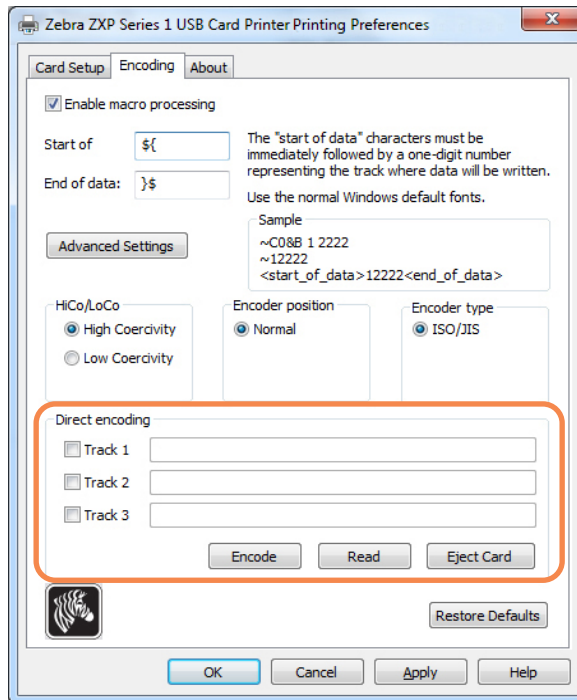 Zebra ZXP Series 1 USB Card Printer Printing Preferences
Card Setup Encoding About
Enable macro processing
Start of ${
End of data: }$
The "start of data" characters must be
immediately followed by a one-digit number
representing the track where data will be written.
Use the normal Windows default fonts.
Advanced Settings
Sample
~C0&B 1 2222
~12222
<start_of_data>12222<end_of_data>
HiCo/LoCo
High Coercivity
Low Coercivity
Encoder position
Normal
Encoder type
ISO/JIS
Direct encoding
Track 1
Track 2
Track 3
Encode Read Eject Card
Restore Defaults
OK Cancel Apply Help